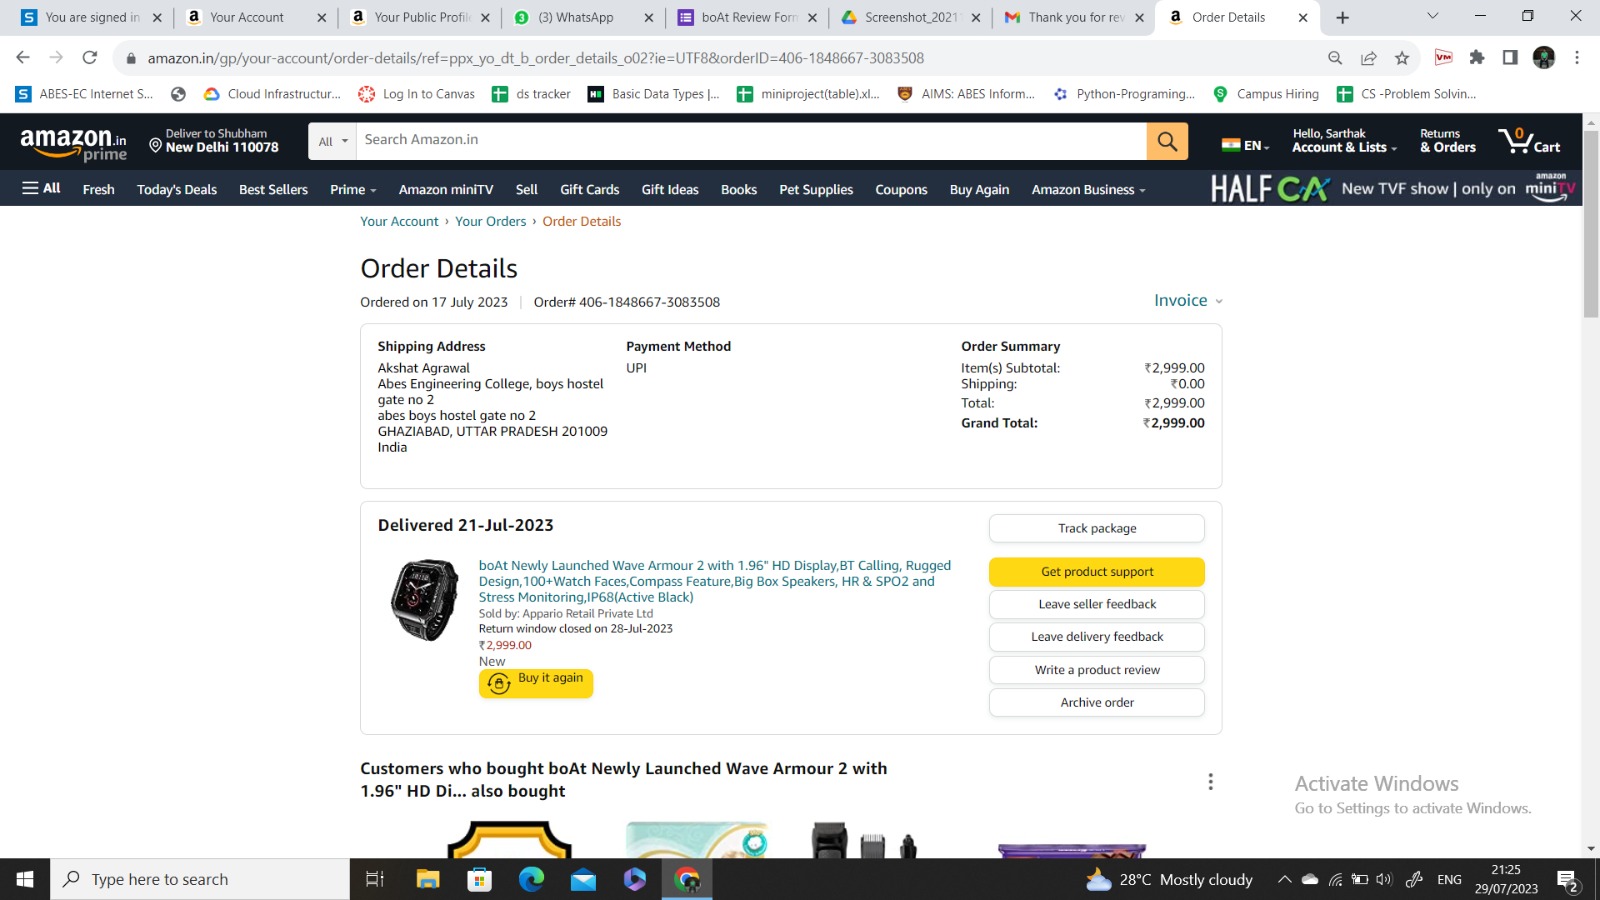 You are signed in
Your Account
Your Public Profile
(3) WhatsApp
boAt Review Form
Screenshot_2021
Thank you for rev
Order Details
amazon.in/gp/your-account/order-details/ref=ppx_yo_dt_b_order_details_o02?ie=UTF8&orderID=406-1848667-3083508
ABES-EC Internet S...
Cloud Infrastructur...
Log In to Canvas
ds tracker
Basic Data Types |...
miniproject(table).xl...
AIMS: ABES Inform...
Python-Programing...
Campus Hiring
CS -Problem Solvin...
amazon.in
prime
Deliver to Shubham
New Delhi 110078
All
Search Amazon.in
EN
Hello, Sarthak
Account & Lists
Returns
& Orders
0
Cart
All
Fresh
Today's Deals
Best Sellers
Prime
Amazon miniTV
Sell
Gift Cards
Gift Ideas
Books
Pet Supplies
Coupons
Buy Again
Amazon Business
HALF CA
New TVF show | only on
amazon
miniTV
Your Account › Your Orders › Order Details
Order Details
Ordered on 17 July 2023 | Order# 406-1848667-3083508
Invoice
Shipping Address
Akshat Agrawal
Abes Engineering College, boys hostel
gate no 2
abes boys hostel gate no 2
GHAZIABAD, UTTAR PRADESH 201009
India
Payment Method
UPI
Order Summary
Item(s) Subtotal: ₹2,999.00
Shipping: ₹0.00
Total: ₹2,999.00
Grand Total: ₹2,999.00
Delivered 21-Jul-2023
boAt Newly Launched Wave Armour 2 with 1.96" HD Display,BT Calling, Rugged
Design,100+Watch Faces,Compass Feature,Big Box Speakers, HR & SPO2 and
Stress Monitoring,IP68(Active Black)
Sold by: Appario Retail Private Ltd
Return window closed on 28-Jul-2023
₹2,999.00
New
Buy it again
Track package
Get product support
Leave seller feedback
Leave delivery feedback
Write a product review
Archive order
Customers who bought boAt Newly Launched Wave Armour 2 with
1.96" HD Di... also bought
Activate Windows
Go to Settings to activate Windows.
Type here to search
28°C Mostly cloudy
ENG
21:25
29/07/2023
2